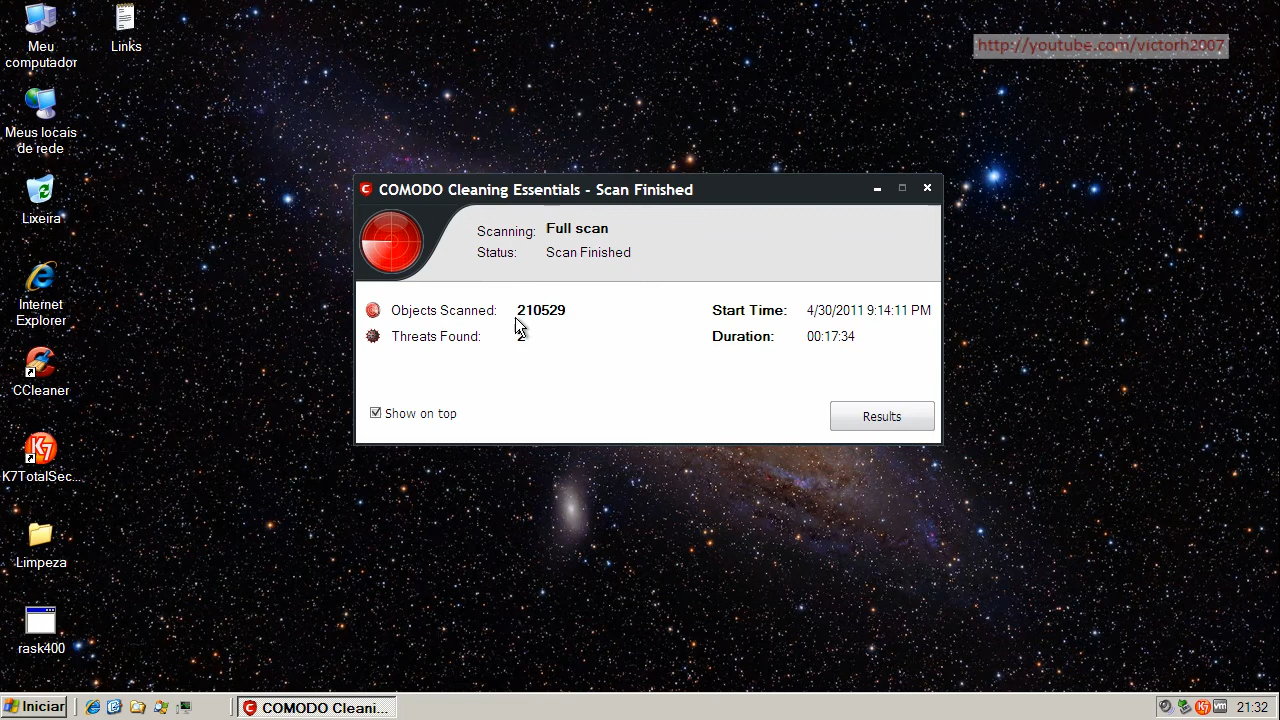 Meu
computador
Links
http://youtube.com/victorh2007
Meus locais
de rede
Lixeira
Internet
Explorer
CCleaner
K7TotalSec...
Limpeza
rask400
COMODO Cleaning Essentials - Scan Finished
Scanning: Full scan
Status: Scan Finished
Objects Scanned: 210529
Start Time: 4/30/2011 9:14:11 PM
Threats Found: 2
Duration: 00:17:34
Show on top
Results
Iniciar
COMODO Cleani...
21:32